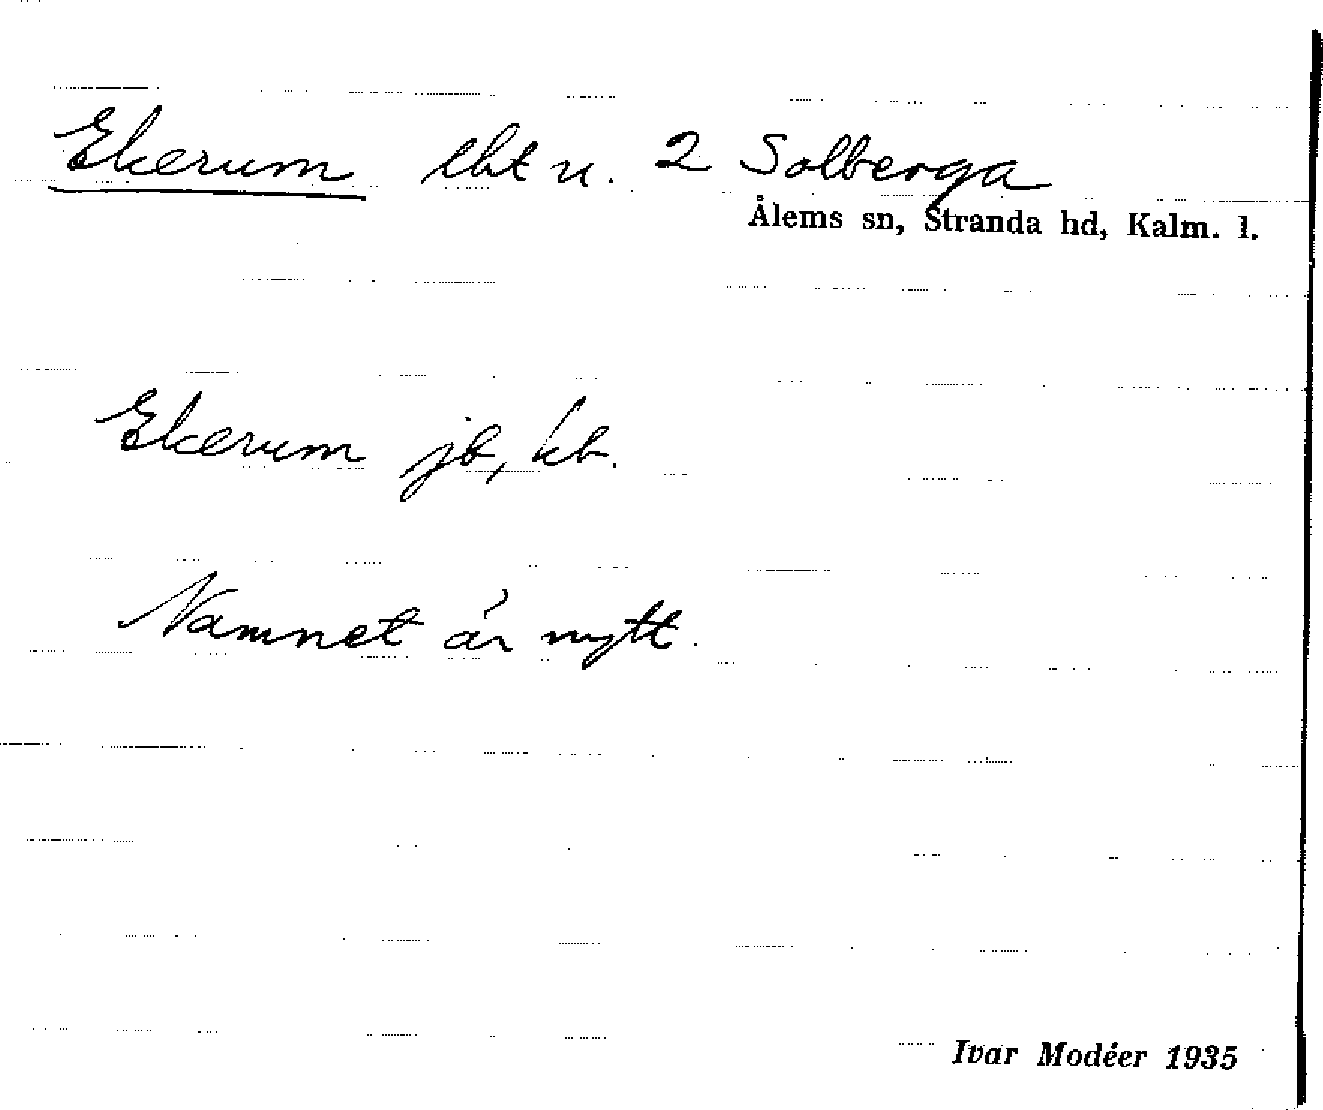 Ekerum lht u. 2 Solberga
Ålems sn, Stranda hd, Kalm. l.
Ekerum jb, kb.
Namnet är nytt.
Ivar Modéer 1935